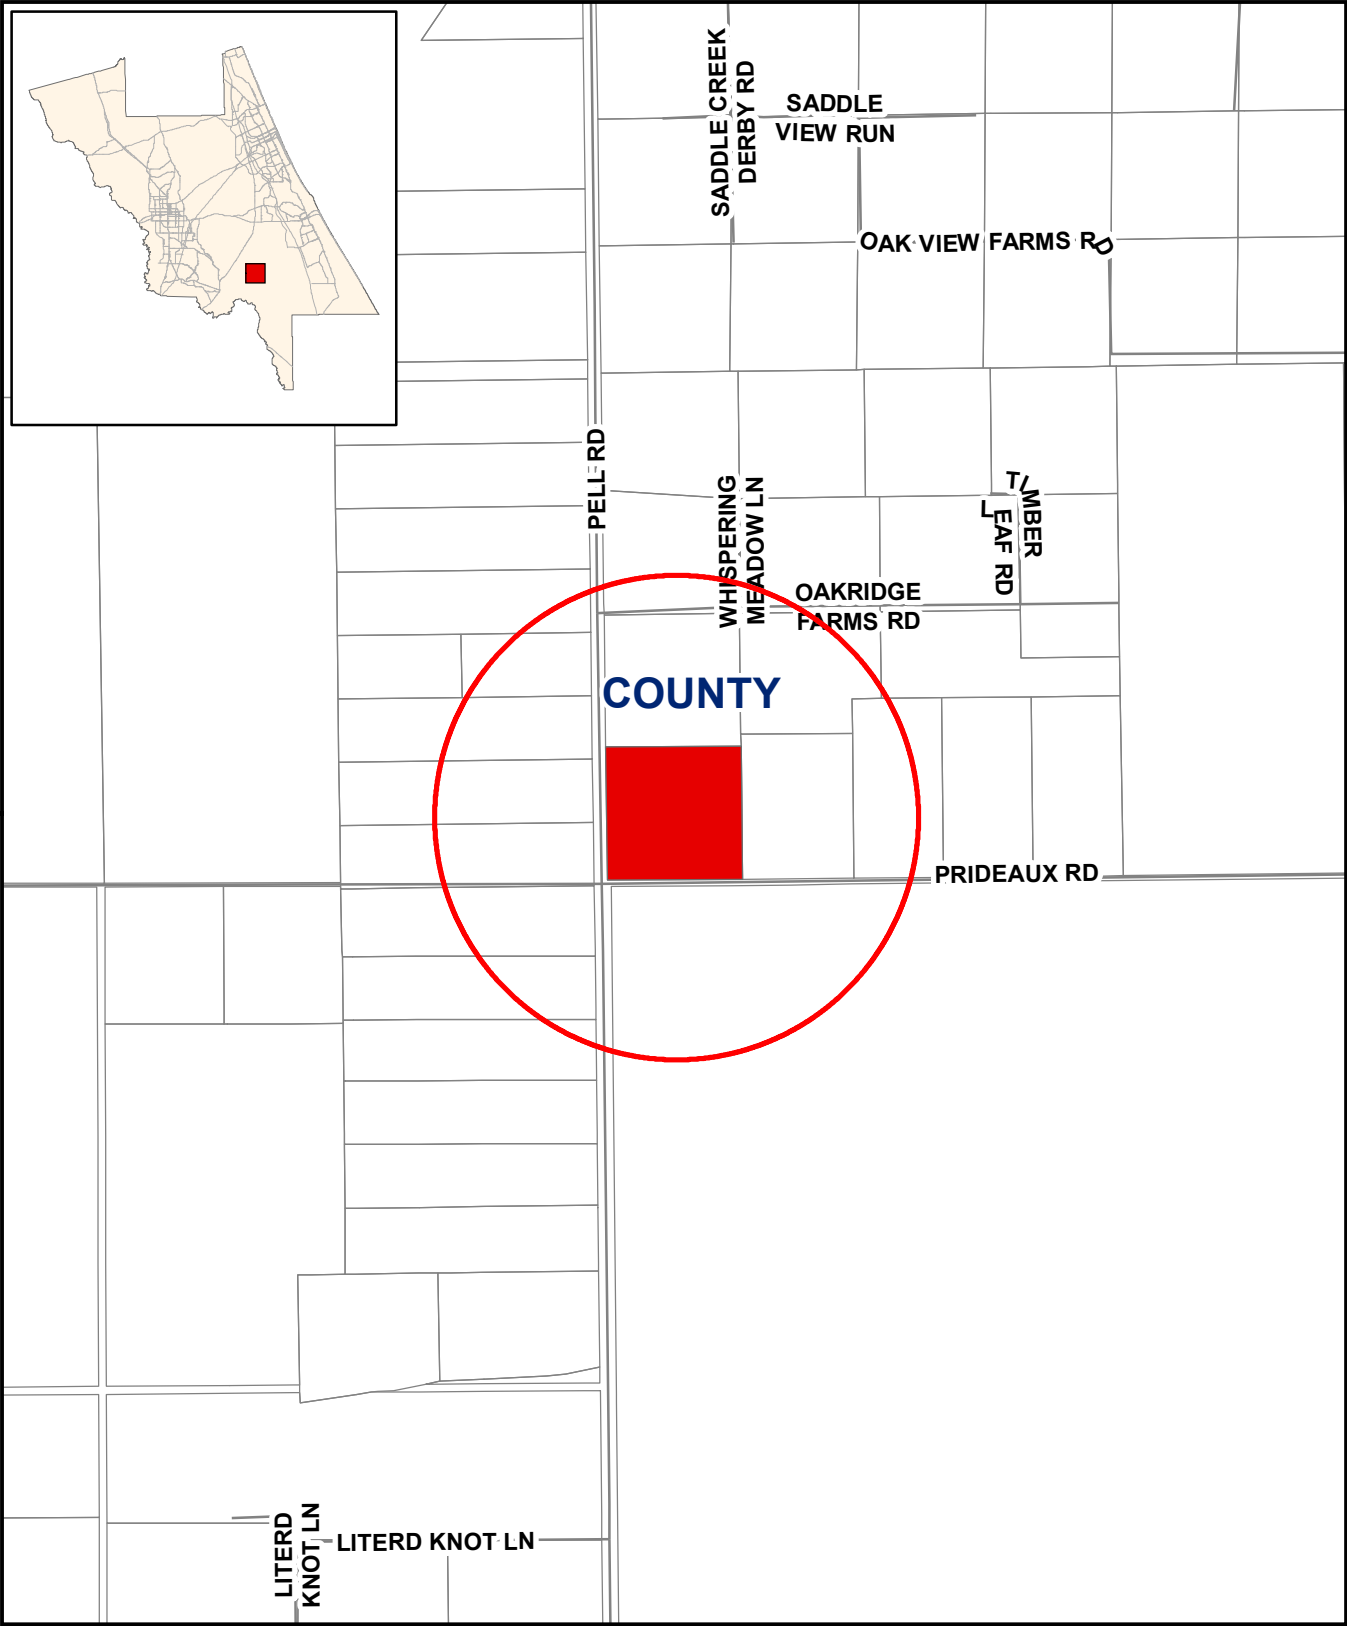 SADDLE CREEK
DERBY RD
SADDLE
VIEW RUN
OAK VIEW FARMS RD
PELL RD
WHISPERING
MEADOW LN
TIMBER
LEAF RD
OAKRIDGE
FARMS RD
COUNTY
PRIDEAUX RD
LITERD
KNOT LN
LITERD KNOT LN